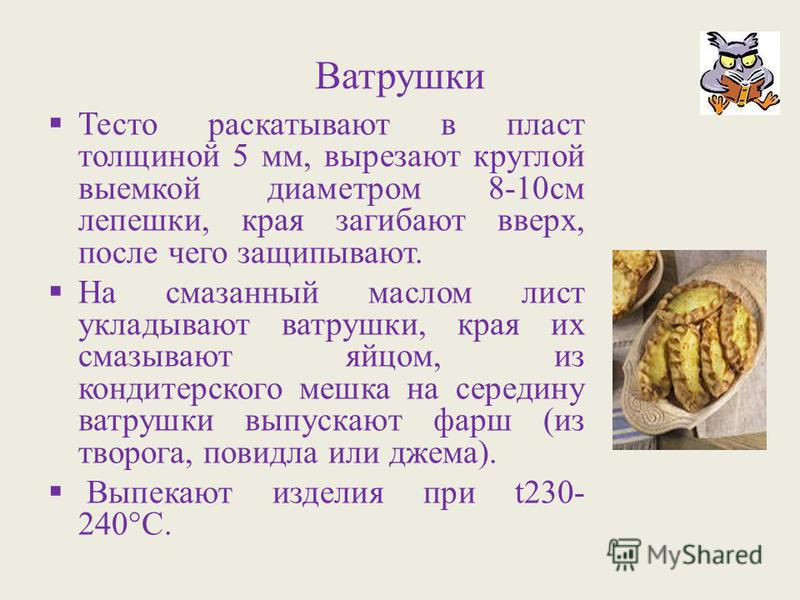 Ватрушки
▪ Тесто раскатывают в пласт
толщиной 5 мм, вырезают круглой
выемкой диаметром 8-10см
лепешки, края загибают вверх,
после чего защипывают.
▪ На смазанный маслом лист
укладывают ватрушки, края их
смазывают яйцом, из
кондитерского мешка на середину
ватрушки выпускают фарш (из
творога, повидла или джема).
▪ Выпекают изделия при t230-
240°С.
MyShared